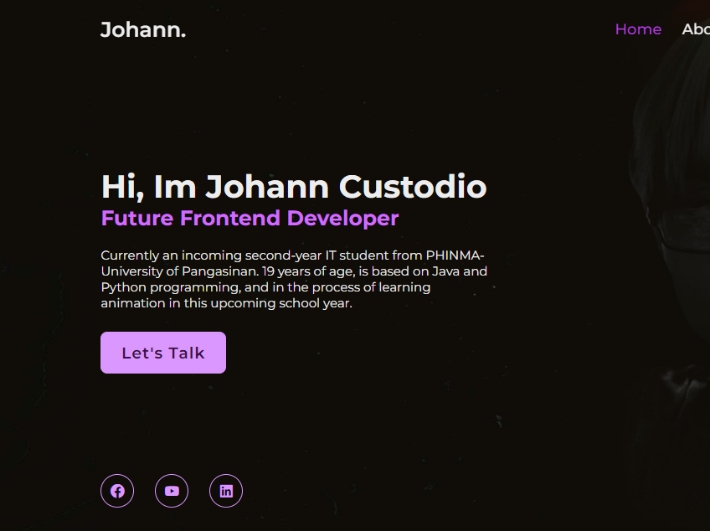 Johann.
Home Abo
Hi, Im Johann Custodio
Future Frontend Developer
Currently an incoming second-year IT student from PHINMA-
University of Pangasinan. 19 years of age, is based on Java and
Python programming, and in the process of learning
animation in this upcoming school year.
Let's Talk